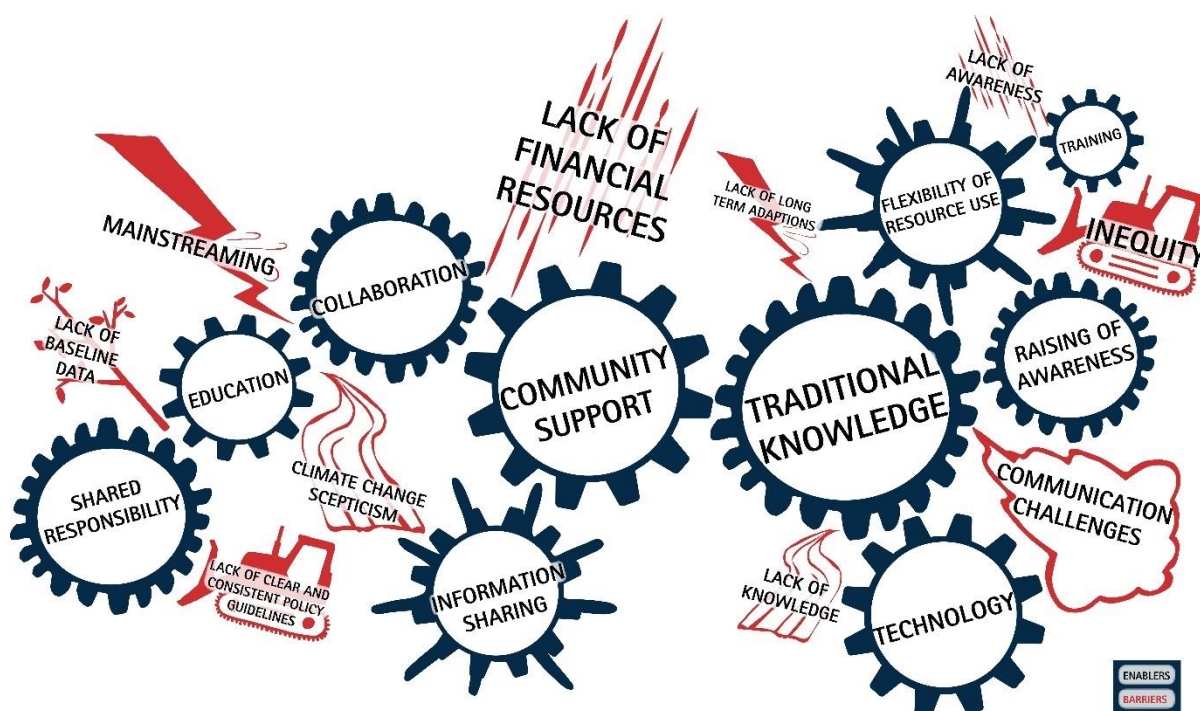 LACK OF
FINANCIAL
RESOURCES
LACK OF
AWARENESS
TRAINING
LACK OF LONG
TERM ADAPTIONS
FLEXIBILITY OF
RESOURCE USE
INEQUITY
MAINSTREAMING
COLLABORATION
LACK OF
BASELINE
DATA
EDUCATION
COMMUNITY
SUPPORT
TRADITIONAL
KNOWLEDGE
RAISING OF
AWARENESS
SHARED
RESPONSIBILITY
CLIMATE CHANGE
SCEPTICISM
COMMUNICATION
CHALLENGES
LACK OF CLEAR AND
CONSISTENT POLICY
GUIDELINES
INFORMATION
SHARING
LACK OF
KNOWLEDGE
TECHNOLOGY
ENABLERS
BARRIERS